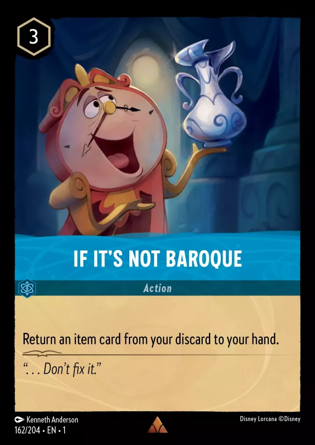 3
IF IT'S NOT BAROQUE
Action
Return an item card from your discard to your hand.
“. . . Don't fix it.”
Kenneth Anderson
Disney Lorcana ©Disney
162/204 • EN • 1